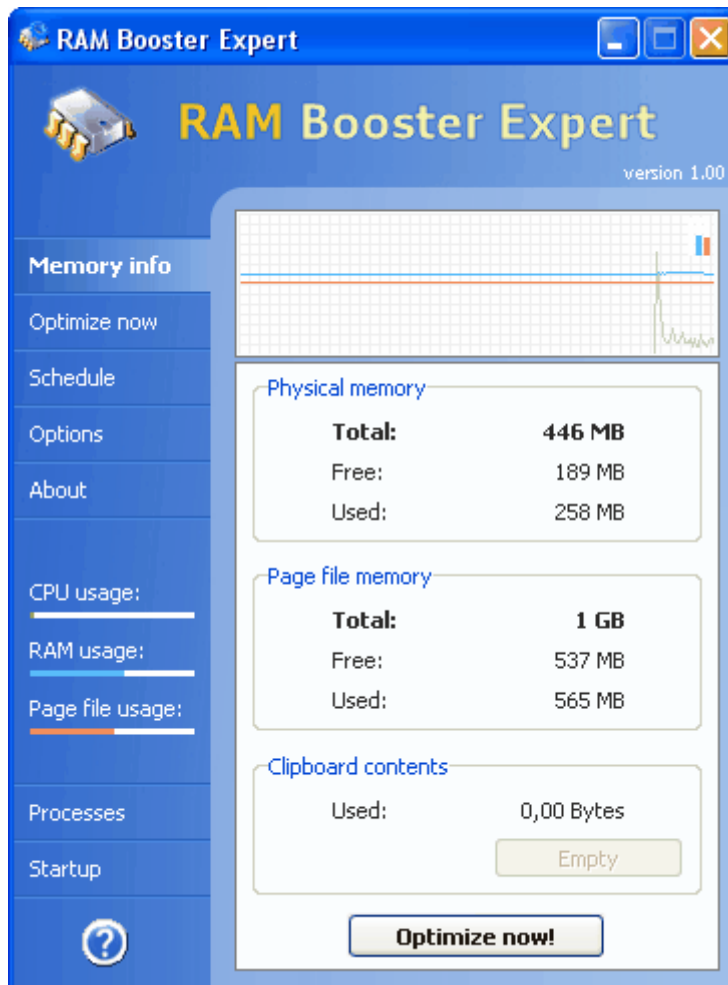 RAM Booster Expert
RAM Booster Expert
version 1.00
Memory info
Optimize now
Schedule
Options
About
CPU usage:
RAM usage:
Page file usage:
Processes
Startup
?
Physical memory
Total: 446 MB
Free: 189 MB
Used: 258 MB
Page file memory
Total: 1 GB
Free: 537 MB
Used: 565 MB
Clipboard contents
Used: 0,00 Bytes
Empty
Optimize now!